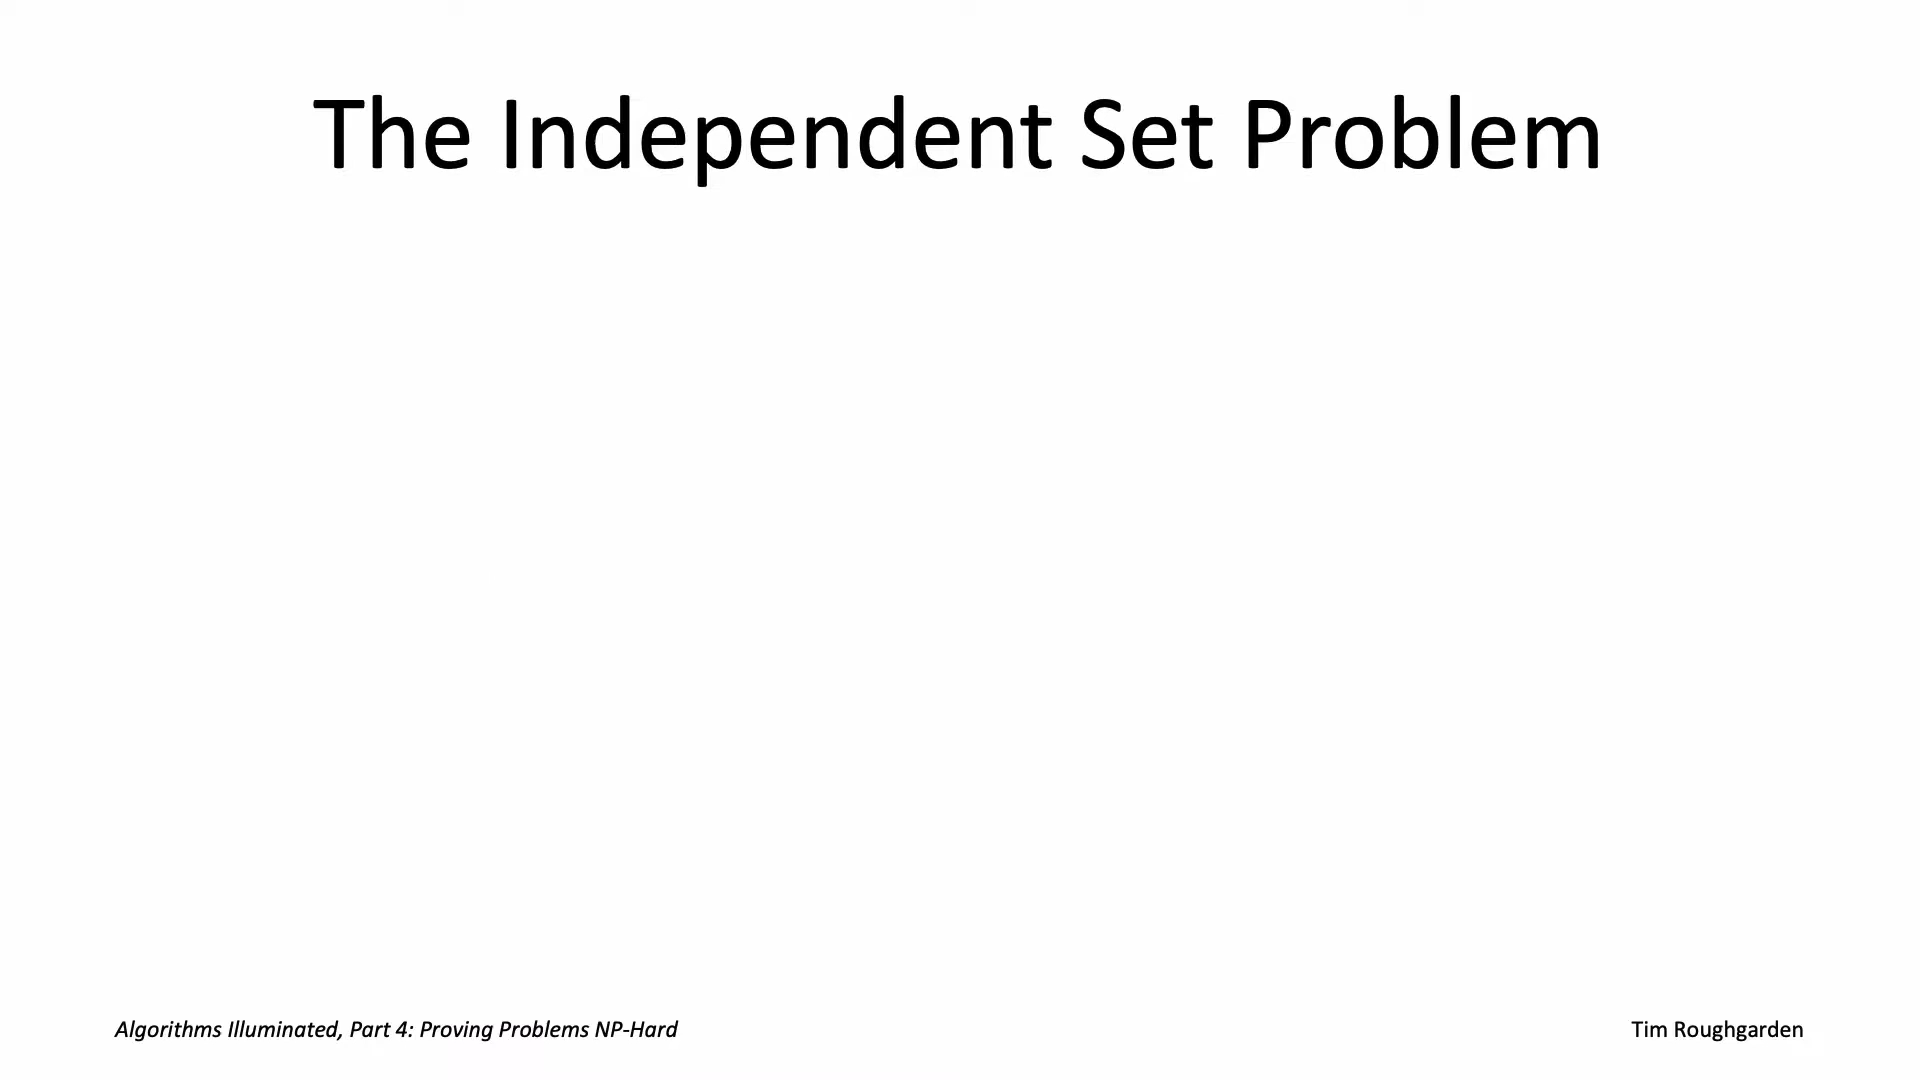 The Independent Set Problem
Algorithms Illuminated, Part 4: Proving Problems NP-Hard
Tim Roughgarden